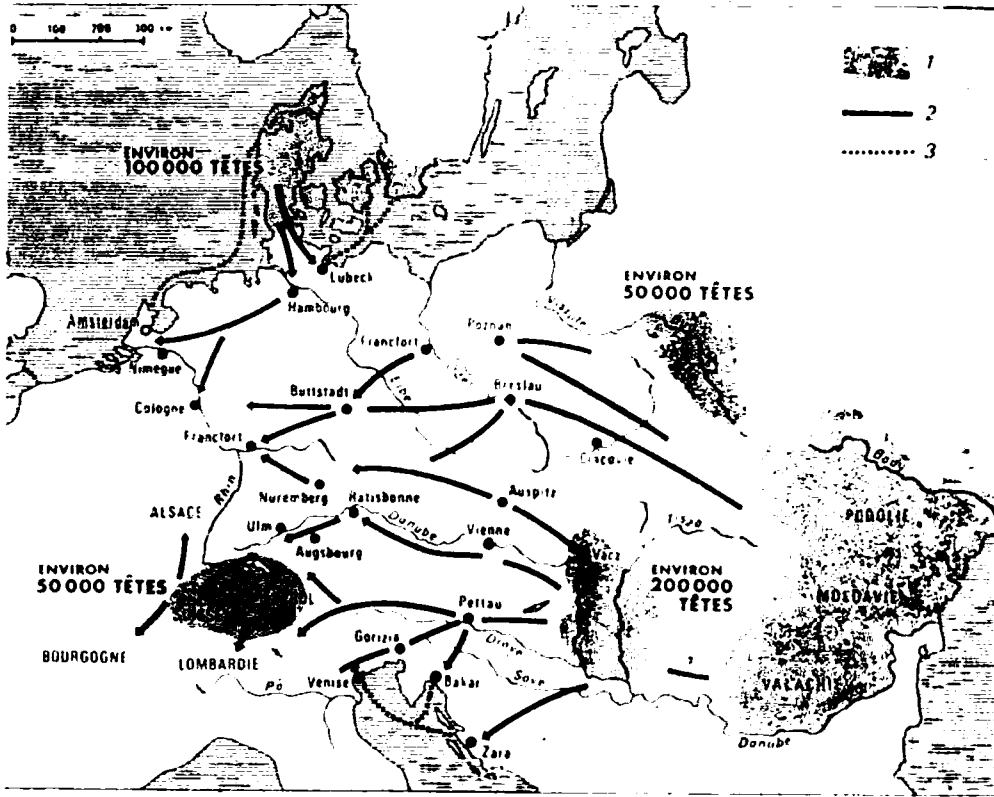 0 100 200 300
1
2
3
ENVIRON
100 000 TÊTES
Lubeck
Hambourg
ENVIRON
50 000 TÊTES
Vistule
Amsterdam
Nimègue
Francfort
Poznan
Cologne
Buttstadt
Elbe
Breslau
Francfort
Cracovie
Rhin
Nuremberg
Ratisbonne
Auspitz
ALSACE
Ulm
Danube
Vienne
Augsbourg
Vacz
Tisza
PODOLIE
ENVIRON
50 000 TÊTES
ENVIRON
200 000
TÊTES
MOLDAVIE
Pettau
Gorizia
Drave
BOURGOGNE
LOMBARDIE
Venise
Bakar
Save
?
VALACHIE
Pô
Zara
Danube